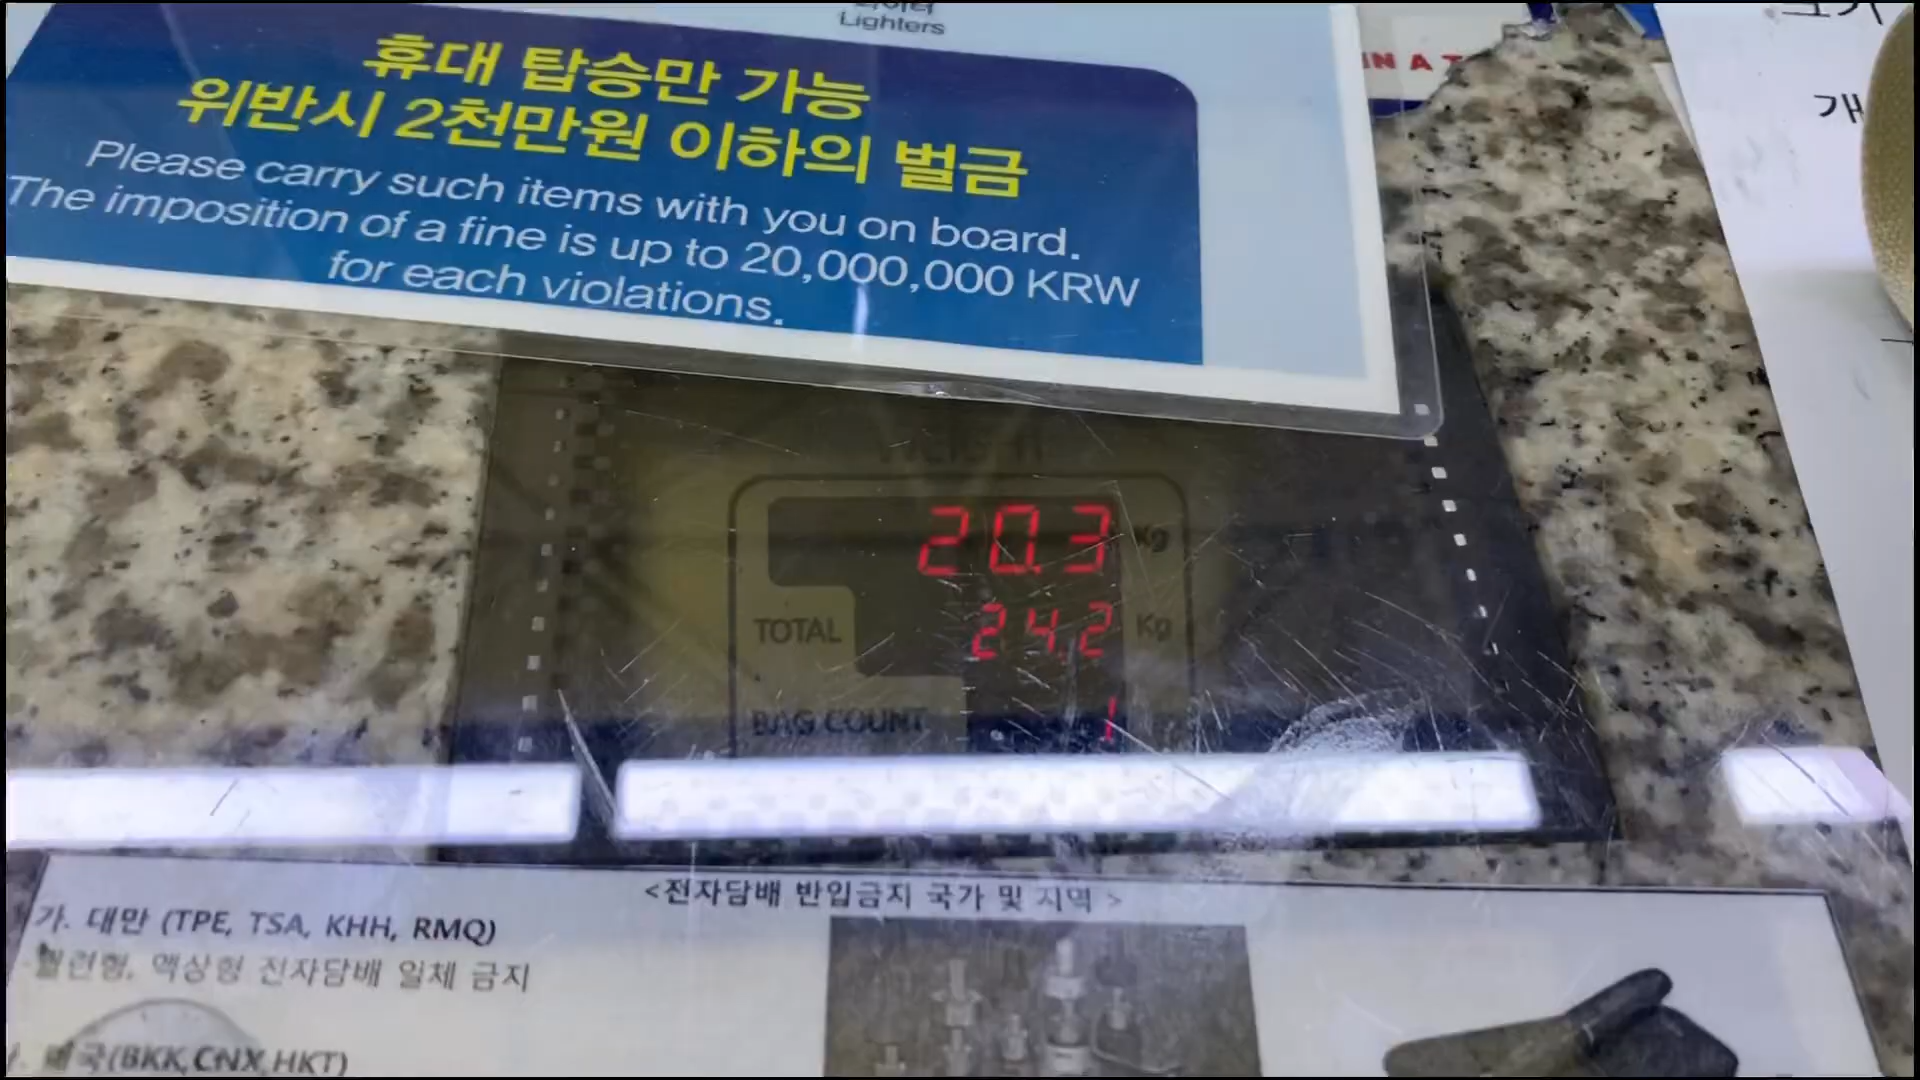 Lighters
휴대 탑승만 가능
위반시 2천만원 이하의 벌금
Please carry such items with you on board.
The imposition of a fine is up to 20,000,000 KRW
for each violations.
IN A
개
20.3 Kg
TOTAL 24.2 Kg
BAG COUNT 1
<전자담배 반입금지 국가 및 지역 >
가. 대만 (TPE, TSA, KHH, RMQ)
액상형 전자담배 일체 금지
(BKK,CNX,HKT)